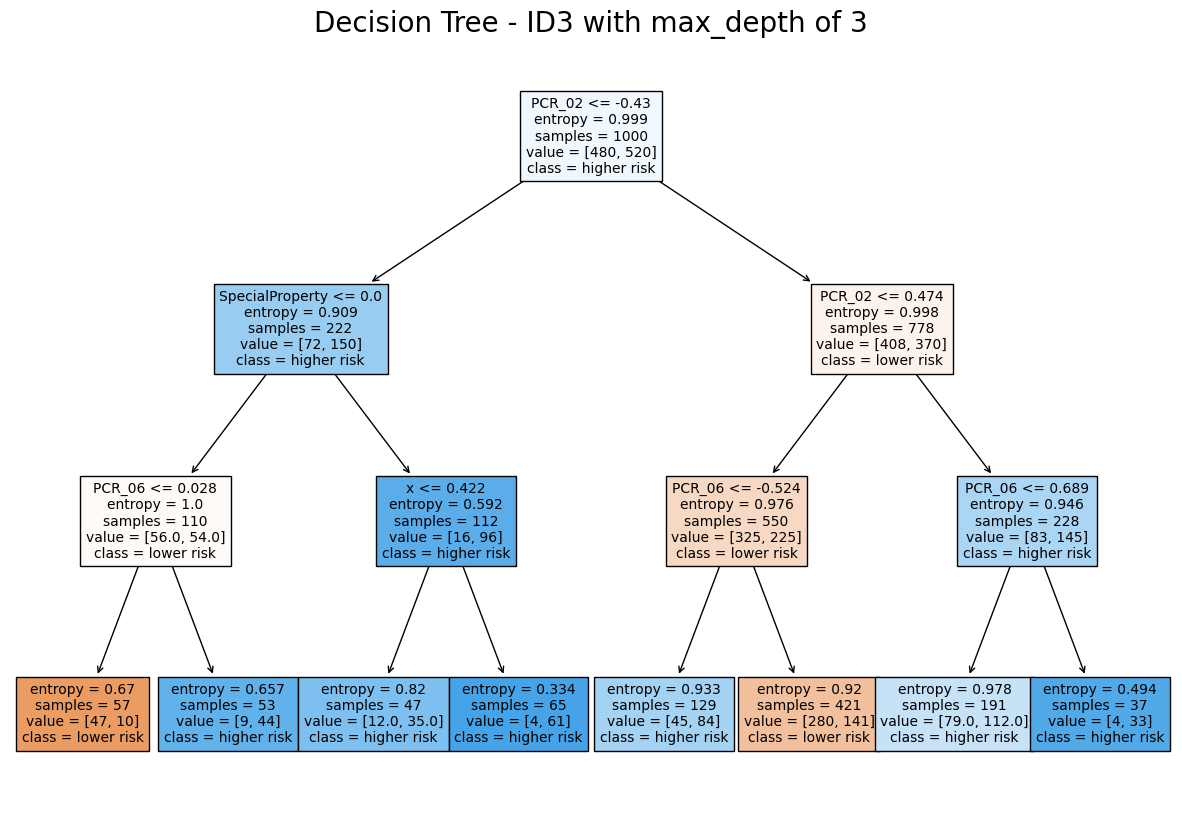 Decision Tree - ID3 with max_depth of 3
PCR_02 <= -0.43
entropy = 0.999
samples = 1000
value = [480, 520]
class = higher risk
SpecialProperty <= 0.0
entropy = 0.909
samples = 222
value = [72, 150]
class = higher risk
PCR_02 <= 0.474
entropy = 0.998
samples = 778
value = [408, 370]
class = lower risk
PCR_06 <= 0.028
entropy = 1.0
samples = 110
value = [56.0, 54.0]
class = lower risk
x <= 0.422
entropy = 0.592
samples = 112
value = [16, 96]
class = higher risk
PCR_06 <= -0.524
entropy = 0.976
samples = 550
value = [325, 225]
class = lower risk
PCR_06 <= 0.689
entropy = 0.946
samples = 228
value = [83, 145]
class = higher risk
entropy = 0.67
samples = 57
value = [47, 10]
class = lower risk
entropy = 0.657
samples = 53
value = [9, 44]
class = higher risk
entropy = 0.82
samples = 47
value = [12.0, 35.0]
class = higher risk
entropy = 0.334
samples = 65
value = [4, 61]
class = higher risk
entropy = 0.933
samples = 129
value = [45, 84]
class = higher risk
entropy = 0.92
samples = 421
value = [280, 141]
class = lower risk
entropy = 0.978
samples = 191
value = [79.0, 112.0]
class = higher risk
entropy = 0.494
samples = 37
value = [4, 33]
class = higher risk